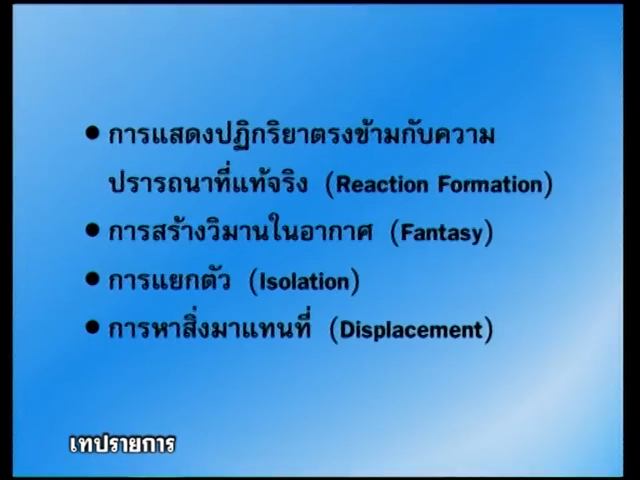 ● การแสดงปฏิกริยาตรงข้ามกับความ
ปรารถนาที่แท้จริง (Reaction Formation)
● การสร้างวิมานในอากาศ (Fantasy)
● การแยกตัว (Isolation)
● การหาสิ่งมาแทนที่ (Displacement)
เทปรายการ